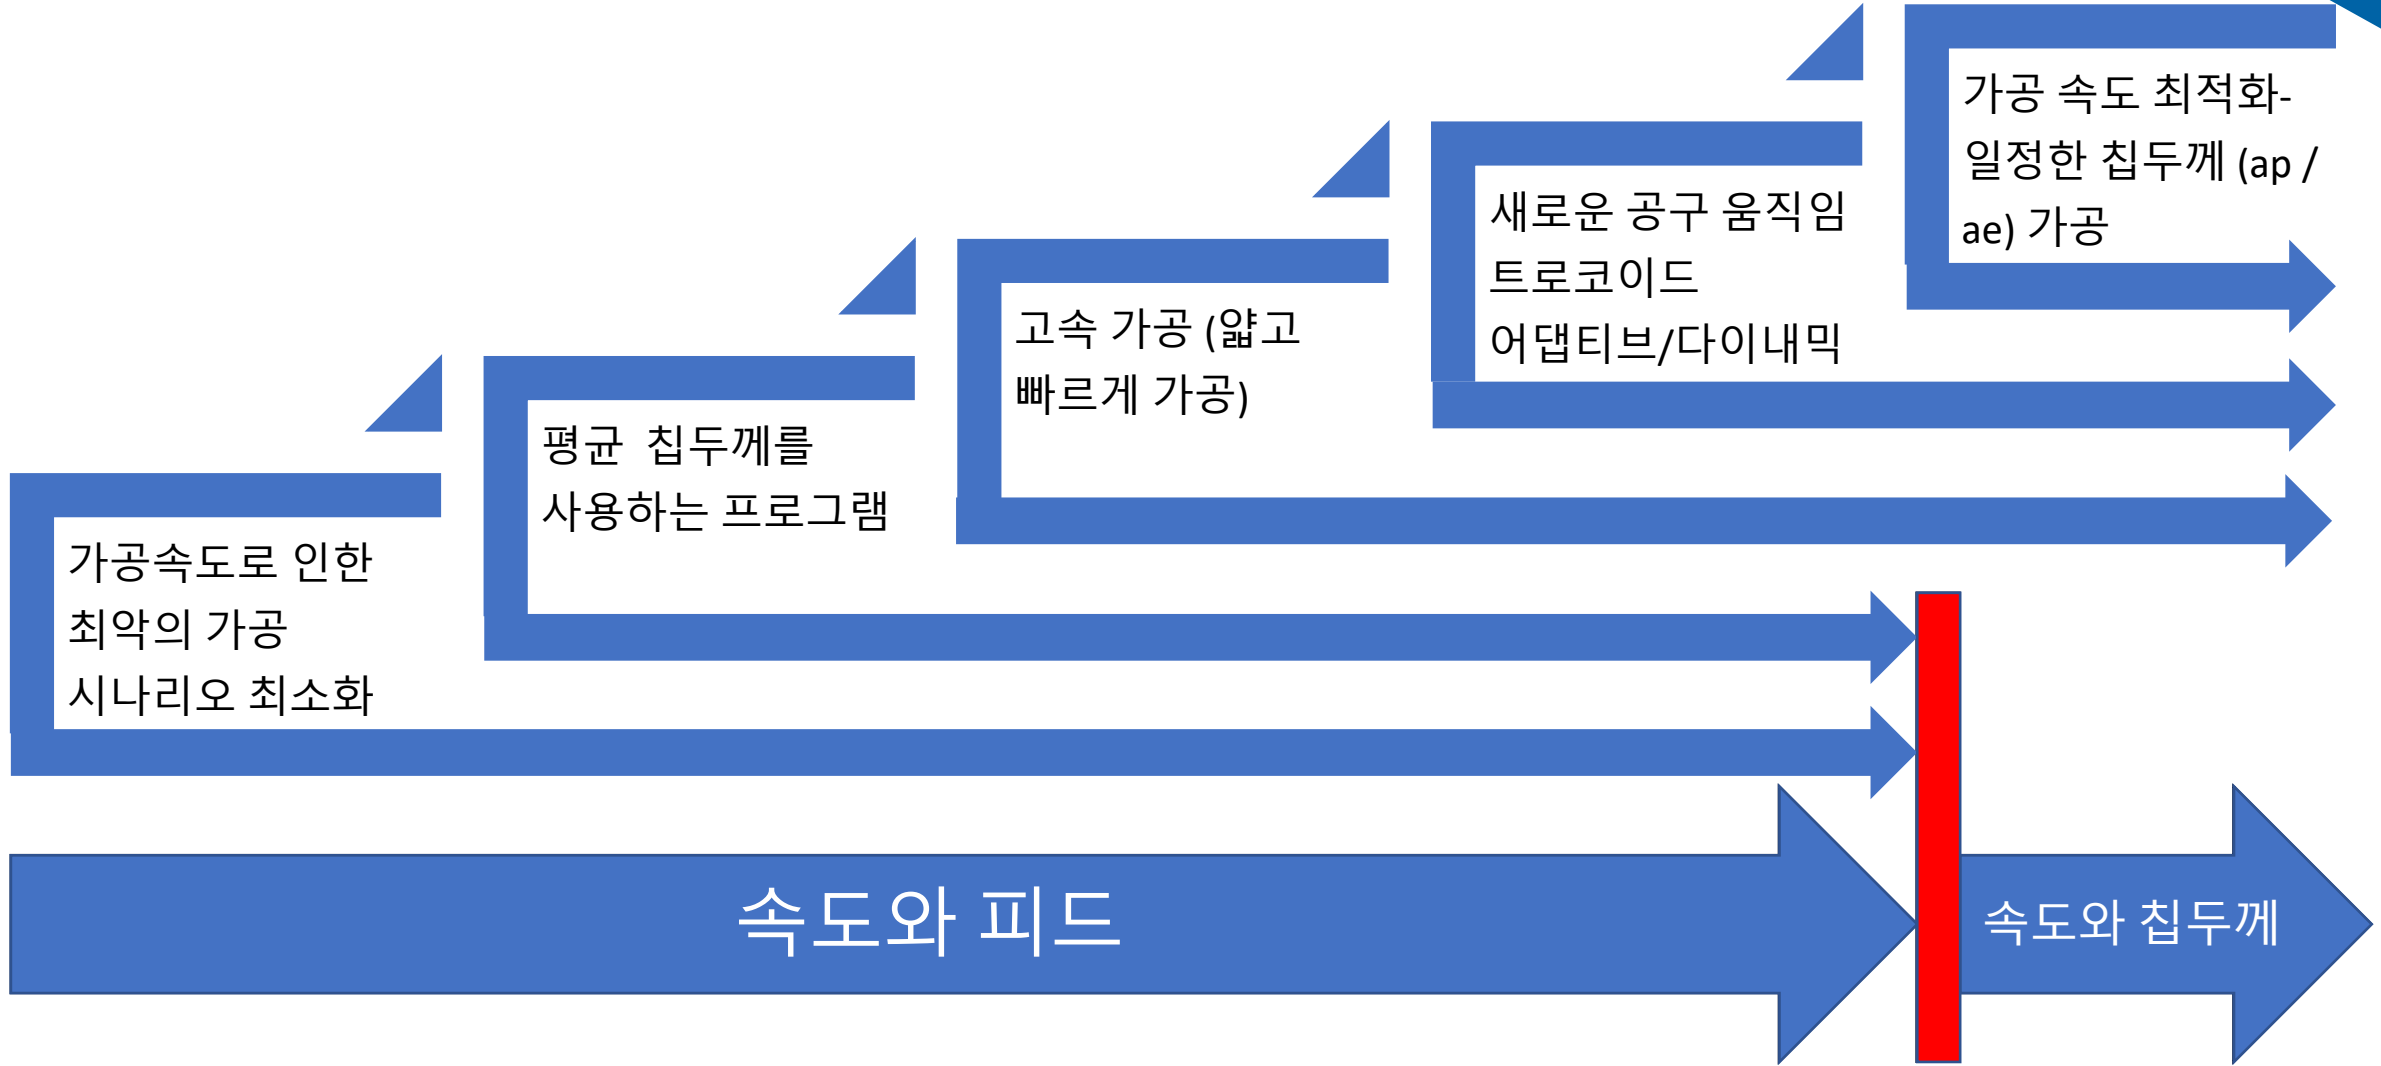 가공속도로 인한
최악의 가공
시나리오 최소화
평균 칩두께를
사용하는 프로그램
고속 가공 (얇고
빠르게 가공)
새로운 공구 움직임
트로코이드
어댑티브/다이내믹
가공 속도 최적화-
일정한 칩두께 (ap /
ae) 가공
속도와 피드
속도와 칩두께